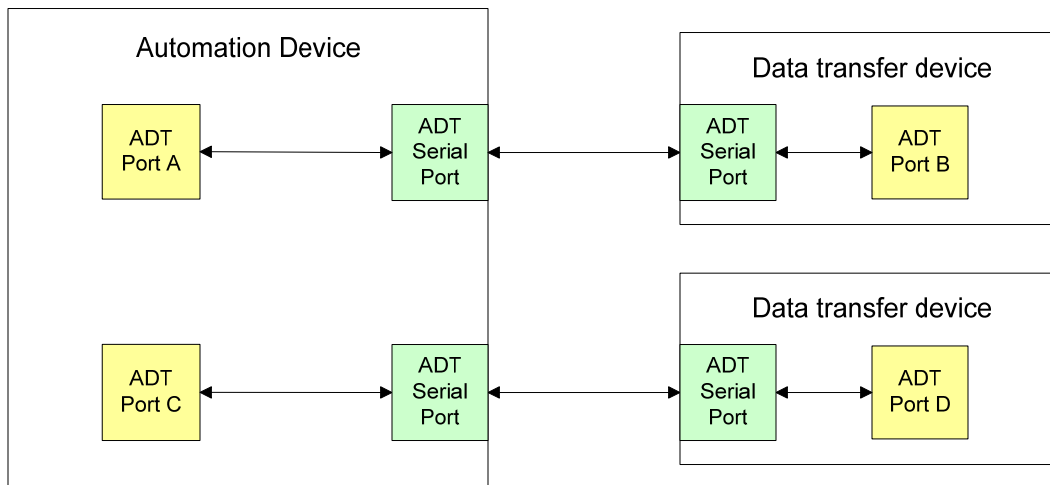 Automation Device
Data transfer device
ADT
Port A
ADT
Serial
Port
ADT
Serial
Port
ADT
Port B
Data transfer device
ADT
Port C
ADT
Serial
Port
ADT
Serial
Port
ADT
Port D